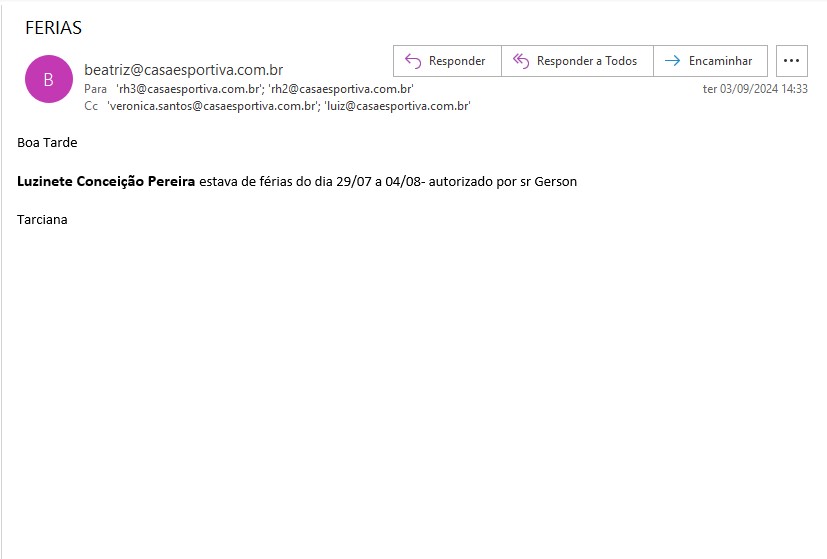 FERIAS
B
beatriz@casaesportiva.com.br
Responder
Responder a Todos
Encaminhar
Para 'rh3@casaesportiva.com.br'; 'rh2@casaesportiva.com.br'
ter 03/09/2024 14:33
Cc 'veronica.santos@casaesportiva.com.br'; 'luiz@casaesportiva.com.br'
Boa Tarde
Luzinete Conceição Pereira estava de férias do dia 29/07 a 04/08- autorizado por sr Gerson
Tarciana